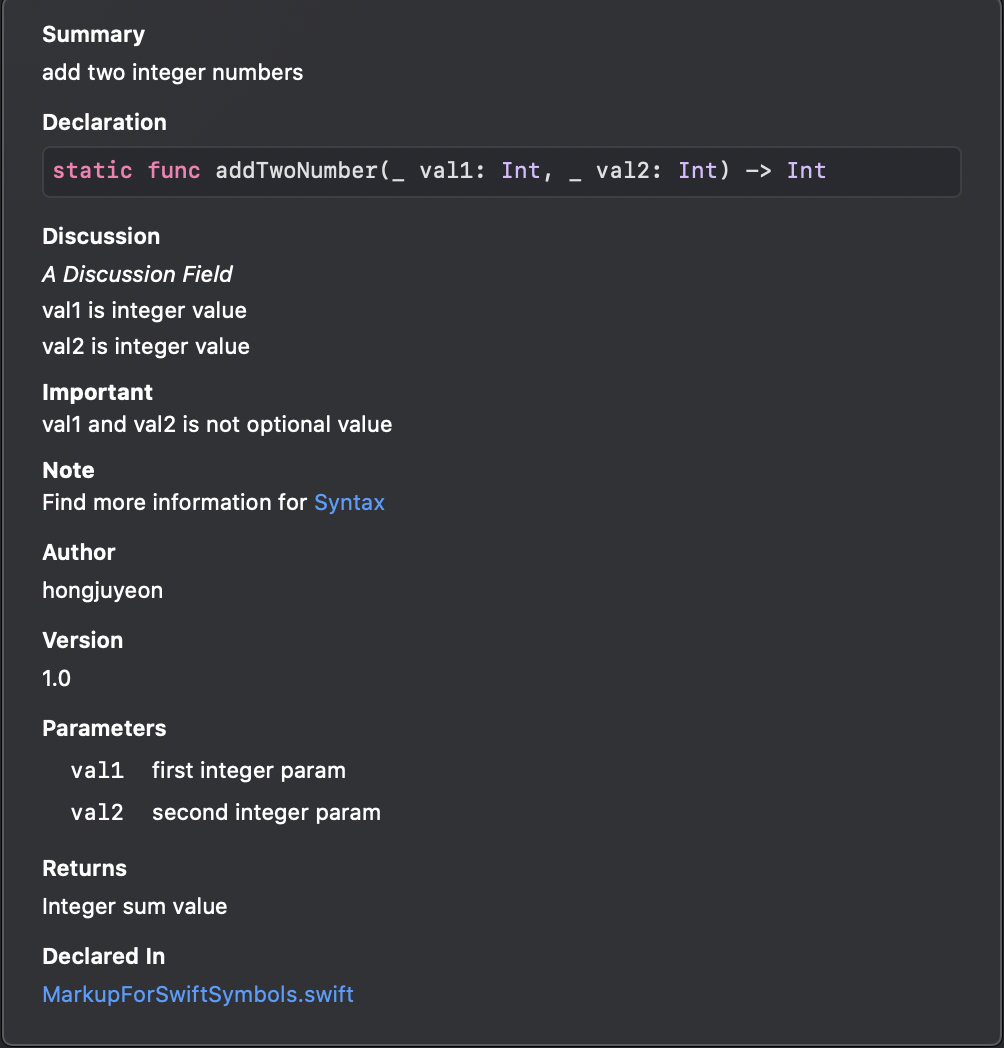 Summary
add two integer numbers
Declaration
static func addTwoNumber(_ val1: Int, _ val2: Int) -> Int
Discussion
A Discussion Field
val1 is integer value
val2 is integer value
Important
val1 and val2 is not optional value
Note
Find more information for Syntax
Author
hongjuyeon
Version
1.0
Parameters
val1 first integer param
val2 second integer param
Returns
Integer sum value
Declared In
MarkupForSwiftSymbols.swift